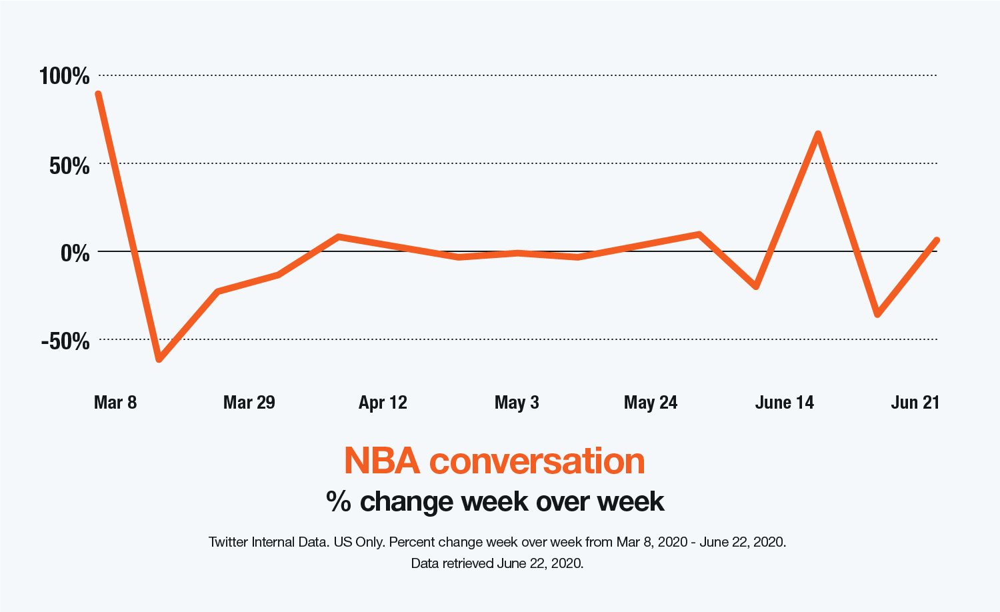 100%
50%
0%
-50%
Mar 8 Mar 29 Apr 12 May 3 May 24 June 14 Jun 21
NBA conversation
% change week over week
Twitter Internal Data. US Only. Percent change week over week from Mar 8, 2020 - June 22, 2020.
Data retrieved June 22, 2020.